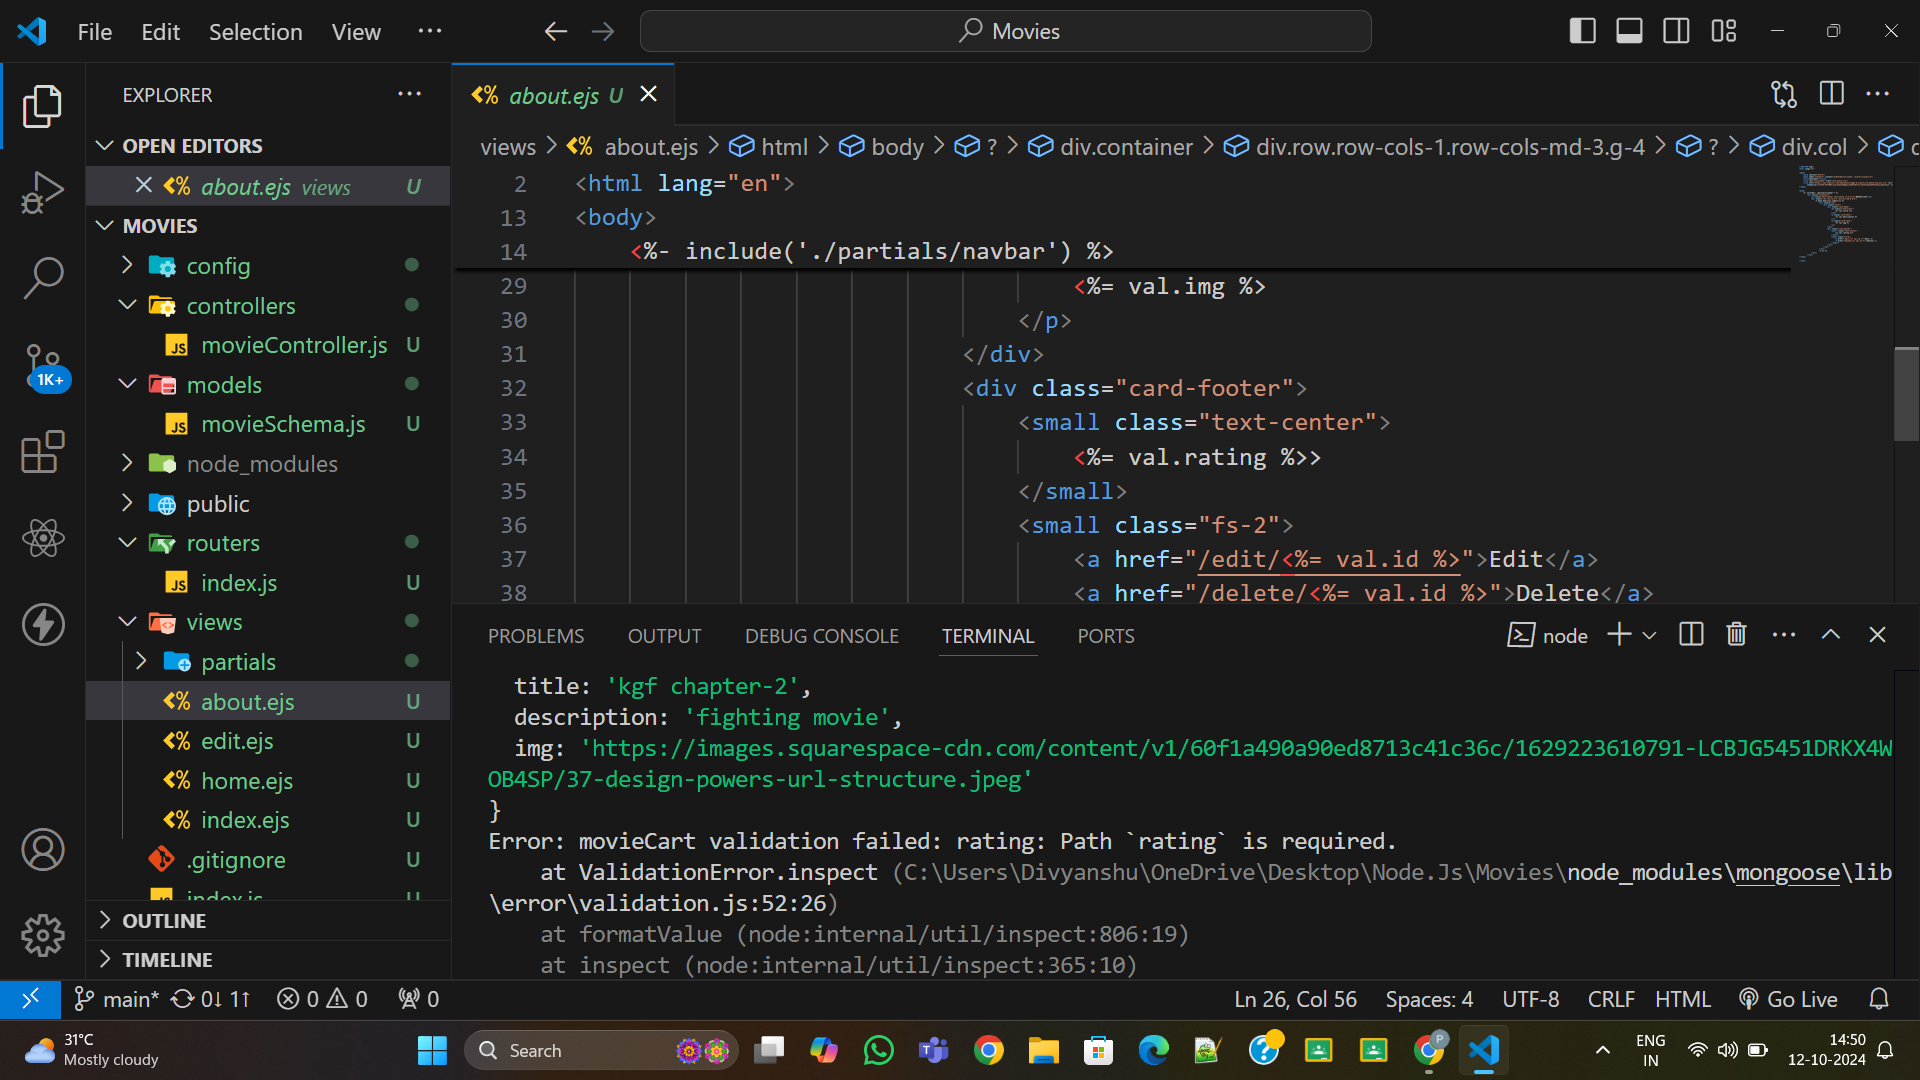 File Edit Selection View ...
Movies
EXPLORER ...
OPEN EDITORS
about.ejs views U
MOVIES
config
controllers
movieController.js U
models
movieSchema.js U
node_modules
public
routers
index.js U
views
partials
about.ejs U
edit.ejs U
home.ejs U
index.ejs U
.gitignore U
index.js U
OUTLINE
TIMELINE
1K+
about.ejs U
views > about.ejs > html > body > ? > div.container > div.row.row-cols-1.row-cols-md-3.g-4 > ? > div.col >
2 <html lang="en">
13 <body>
14 <%- include('./partials/navbar') %>
29 <%= val.img %>
30 </p>
31 </div>
32 <div class="card-footer">
33 <small class="text-center">
34 <%= val.rating %>>
35 </small>
36 <small class="fs-2">
37 <a href="/edit/<%= val.id %>">Edit</a>
38 <a href="/delete/<%= val.id %>">Delete</a>
PROBLEMS OUTPUT DEBUG CONSOLE TERMINAL PORTS
node
title: 'kgf chapter-2',
description: 'fighting movie',
img: 'https://images.squarespace-cdn.com/content/v1/60f1a490a90ed8713c41c36c/1629223610791-LCBJG5451DRKX4W
OB4SP/37-design-powers-url-structure.jpeg'
}
Error: movieCart validation failed: rating: Path `rating` is required.
at ValidationError.inspect (C:\Users\Divyanshu\OneDrive\Desktop\Node.Js\Movies\node_modules\mongoose\lib
\error\validation.js:52:26)
at formatValue (node:internal/util/inspect:806:19)
at inspect (node:internal/util/inspect:365:10)
main* 0↓ 1↑ 0 0 0
Ln 26, Col 56 Spaces: 4 UTF-8 CRLF HTML Go Live
31°C
Mostly cloudy
Search
ENG
IN
14:50
12-10-2024